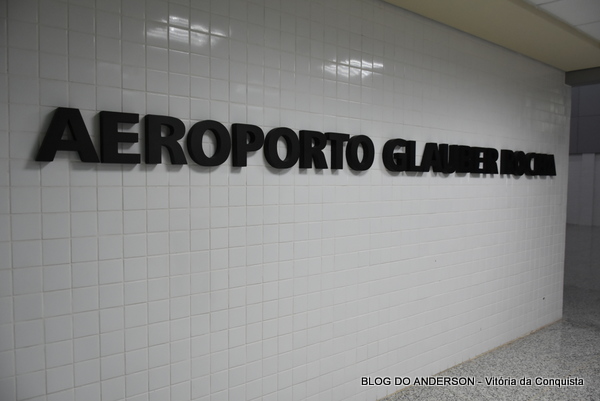 AEROPORTO GLAUBER ROCHA
BLOG DO ANDERSON - Vitória da Conquista